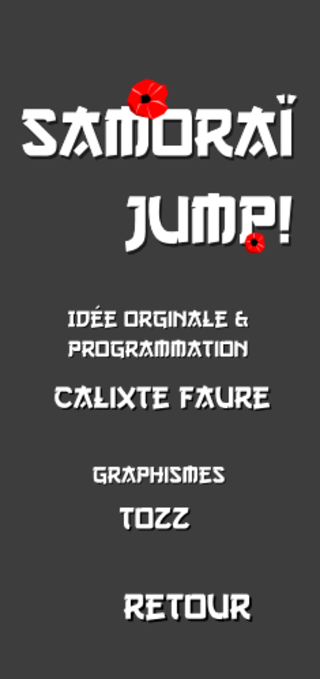 SAMORAÏ
JUMP!
IDÉE ORGINALE &
PROGRAMMATION
CALIXTE FAURE
GRAPHISMES
TOZZ
RETOUR